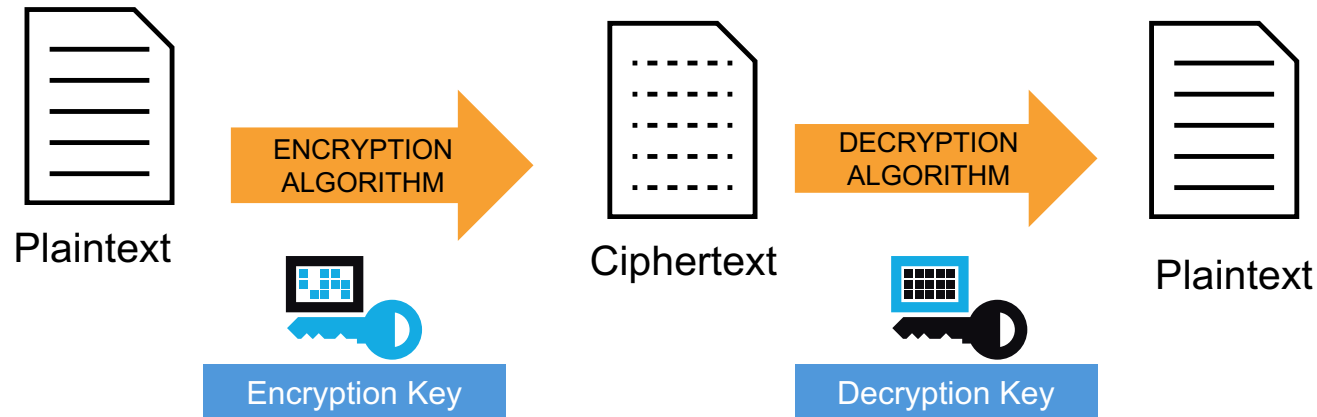 ENCRYPTION
ALGORITHM
DECRYPTION
ALGORITHM
Plaintext
Ciphertext
Plaintext
Encryption Key
Decryption Key